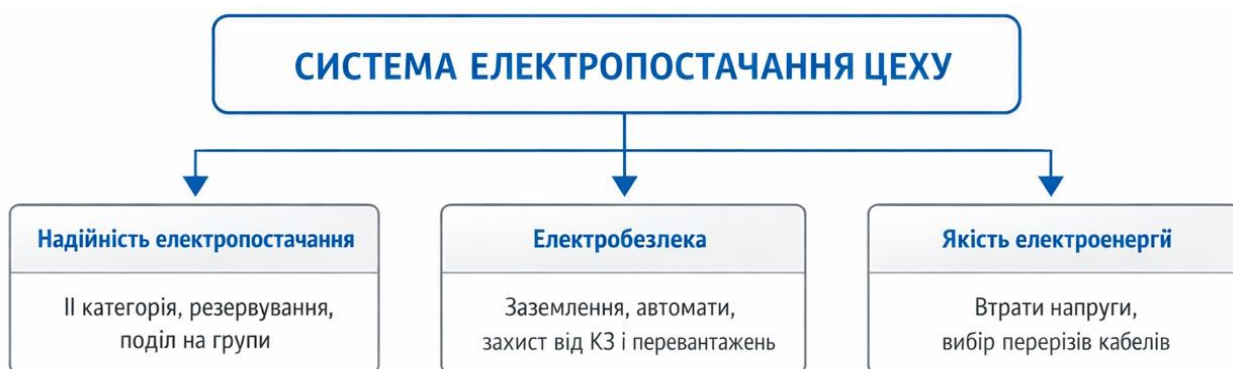 СИСТЕМА ЕЛЕКТРОПОСТАЧАННЯ ЦЕХУ
Надійність електропостачання
II категорія, резервування,
поділ на групи
Електробезлека
Заземлення, автомати,
захист від КЗ і перевантажень
Якість електроенергй
Втрати напруги,
вибір перерізів кабелів